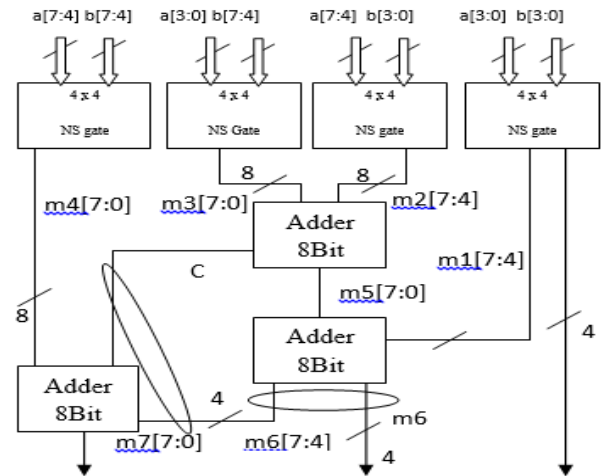 a[7:4] b[7:4] a[3:0] b[7:4] a[7:4] b[3:0] a[3:0] b[3:0]
4 x 4
NS gate
4 x 4
NS Gate
4 x 4
NS gate
4 x 4
NS gate
8
8
m4[7:0]
m3[7:0]
m2[7:4]
Adder
8Bit
m1[7:4]
C
m5[7:0]
8
Adder
8Bit
4
Adder
8Bit
4
m6
m7[7:0]
m6[7:4]
4